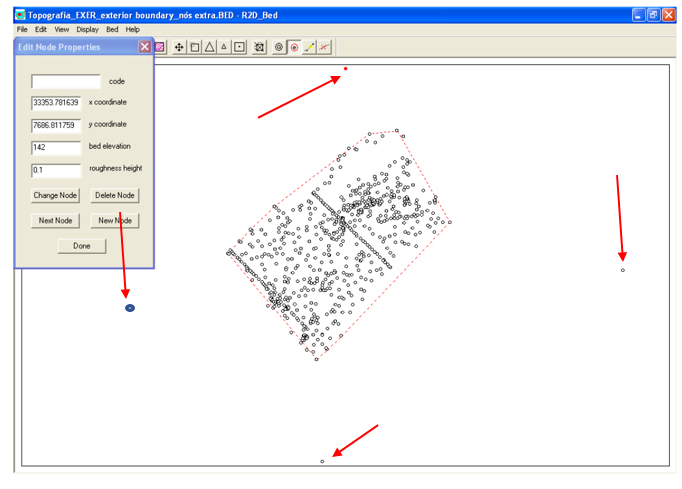 Topografia_EXER_exterior boundary_nós extra.BED - R2D_Bed
File Edit View Display Bed Help
Edit Node Properties
code
33353.781639 x coordinate
7686.811759 y coordinate
142 bed elevation
0.1 roughness height
Change Node Delete Node
Next Node New Node
Done